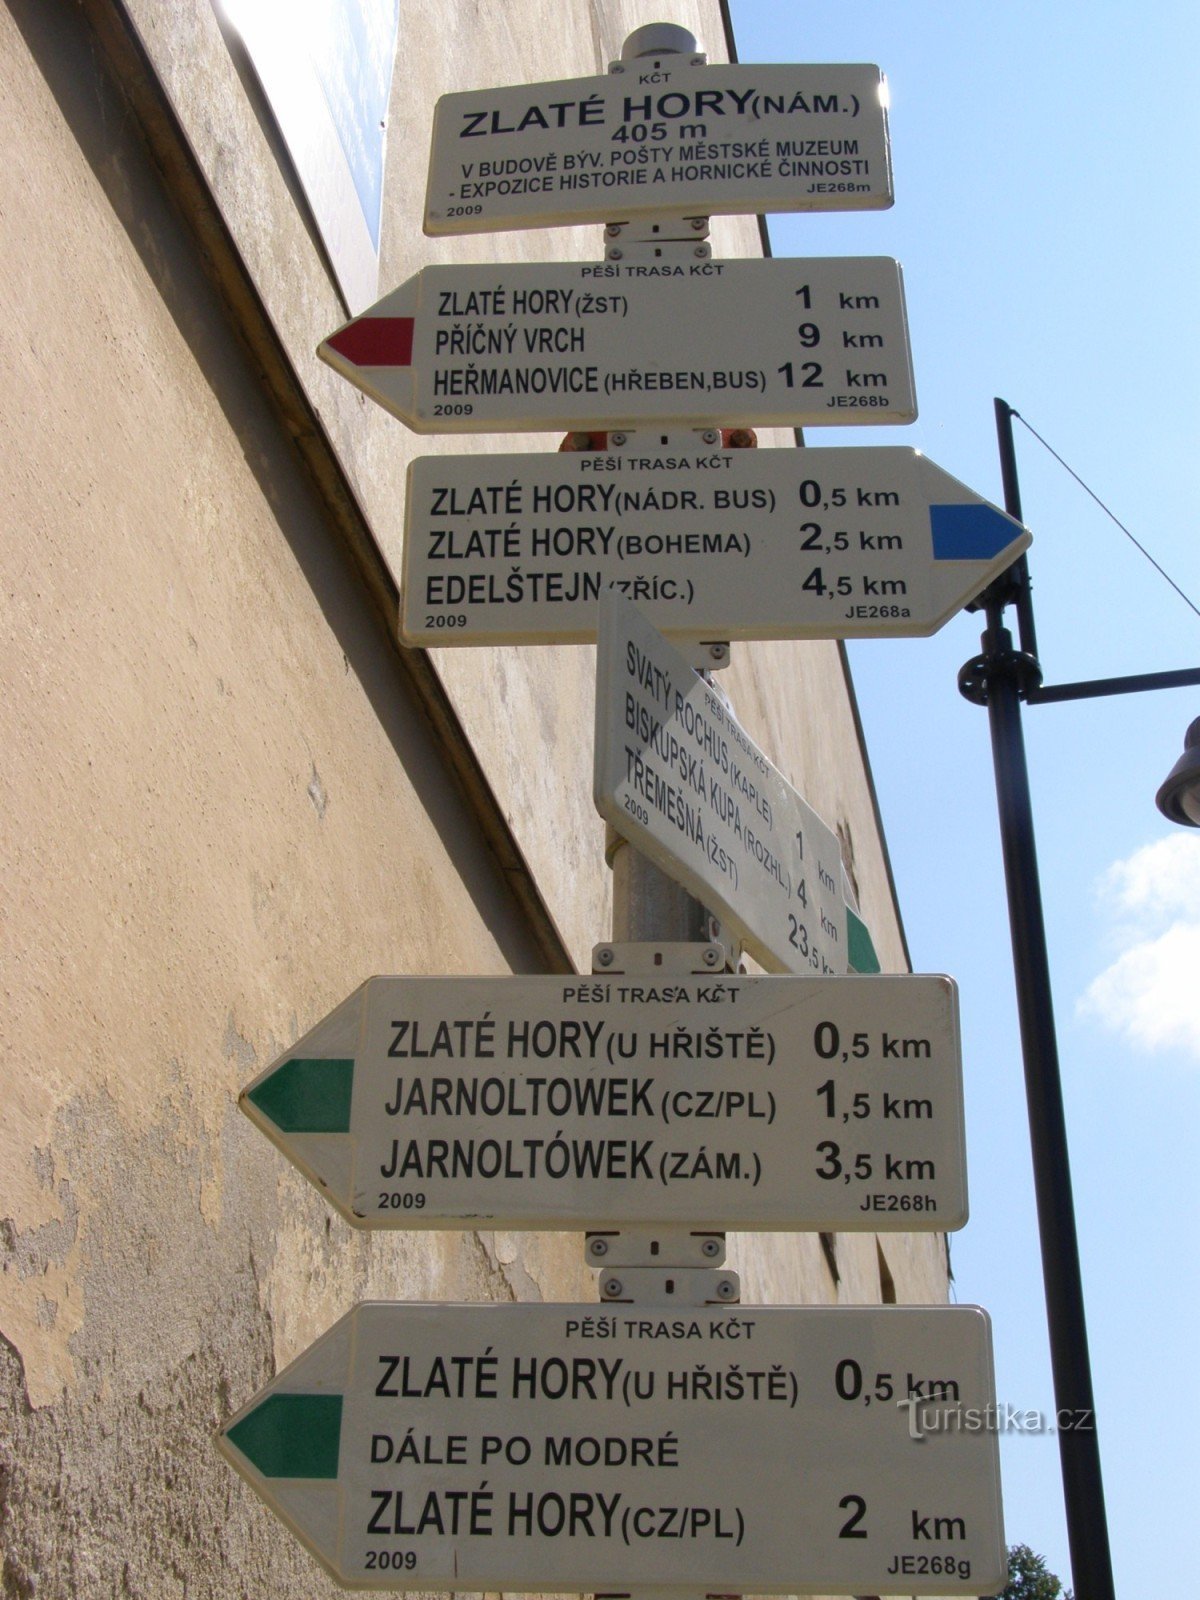 KČT
ZLATÉ HORY(NÁM.)
405 m
V BUDOVĚ BÝV. POŠTY MĚSTSKÉ MUZEUM
- EXPOZICE HISTORIE A HORNICKÉ ČINNOSTI
2009 JE268m
PĚŠÍ TRASA KČT
ZLATÉ HORY(ŽST) 1 km
PŘÍČNÝ VRCH 9 km
HEŘMANOVICE (HŘEBEN,BUS) 12 km
2009 JE268b
PĚŠÍ TRASA KČT
ZLATÉ HORY(NÁDR. BUS) 0,5 km
ZLATÉ HORY(BOHEMA) 2,5 km
EDELŠTEJN(ZŘÍC.) 4,5 km
2009 JE268a
PĚŠÍ TRASA KČT
SVATÝ ROCHUS(KAPLE) 1 km
BISKUPSKÁ KUPA(ROZHL.) 4 km
TŘEMEŠNÁ(ŽST) 23,5 km
2009
PĚŠÍ TRASA KČT
ZLATÉ HORY(U HŘIŠTĚ) 0,5 km
JARNOLTOWEK(CZ/PL) 1,5 km
JARNOLTÓWEK(ZÁM.) 3,5 km
2009 JE268h
PĚŠÍ TRASA KČT
ZLATÉ HORY(U HŘIŠTĚ) 0,5 km
DÁLE PO MODRÉ
ZLATÉ HORY(CZ/PL) 2 km
2009 JE268g
Turistika.cz